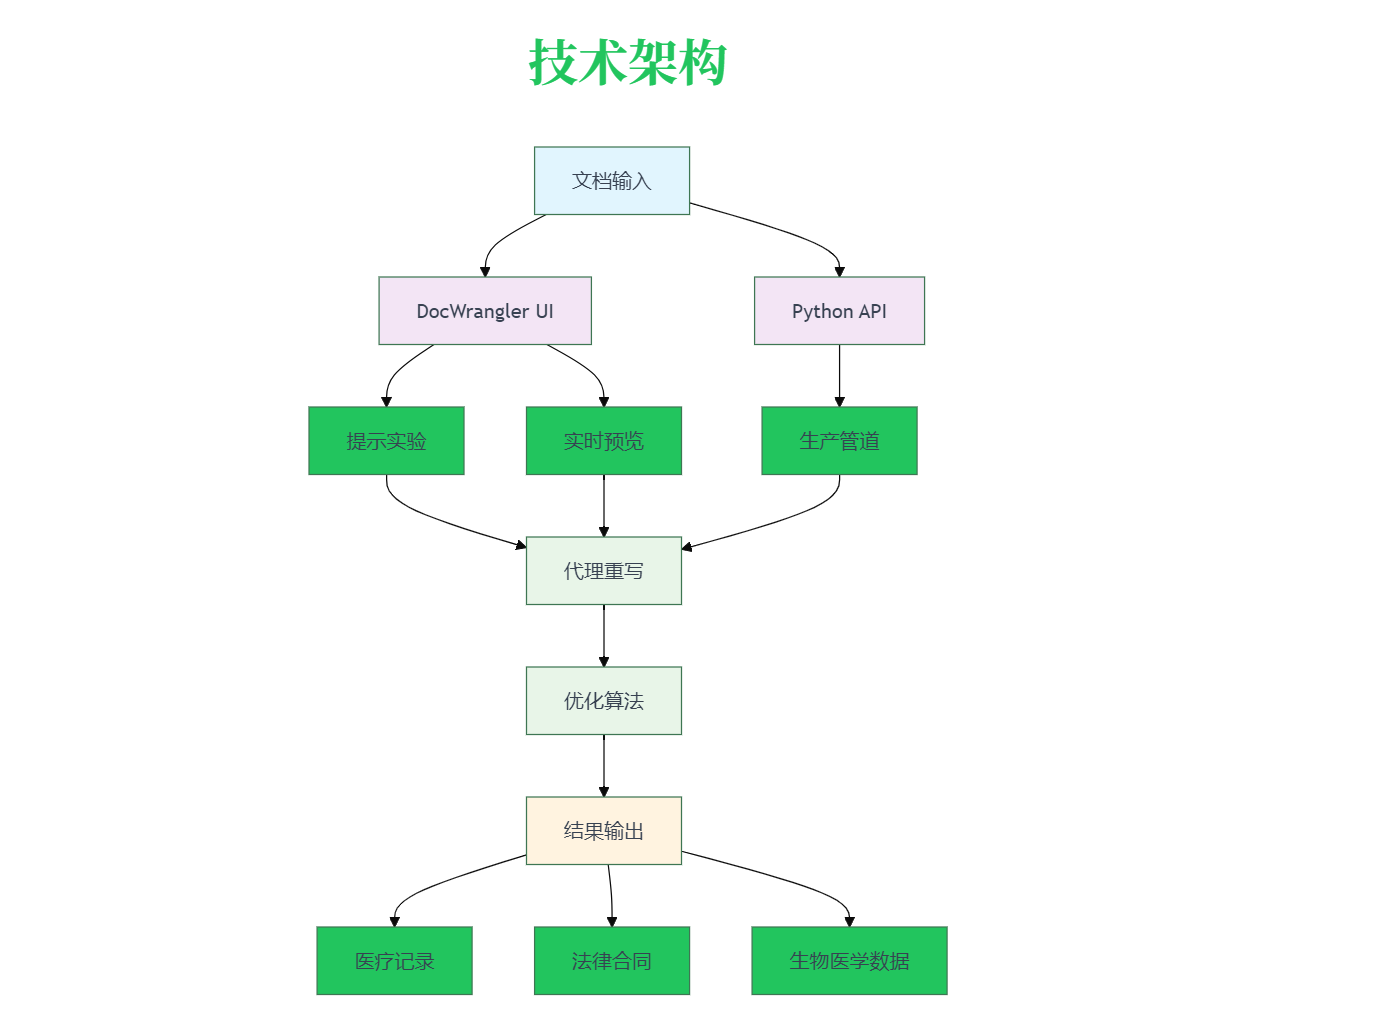 技术架构
文档输入
DocWrangler UI
Python API
提示实验
实时预览
生产管道
代理重写
优化算法
结果输出
医疗记录
法律合同
生物医学数据